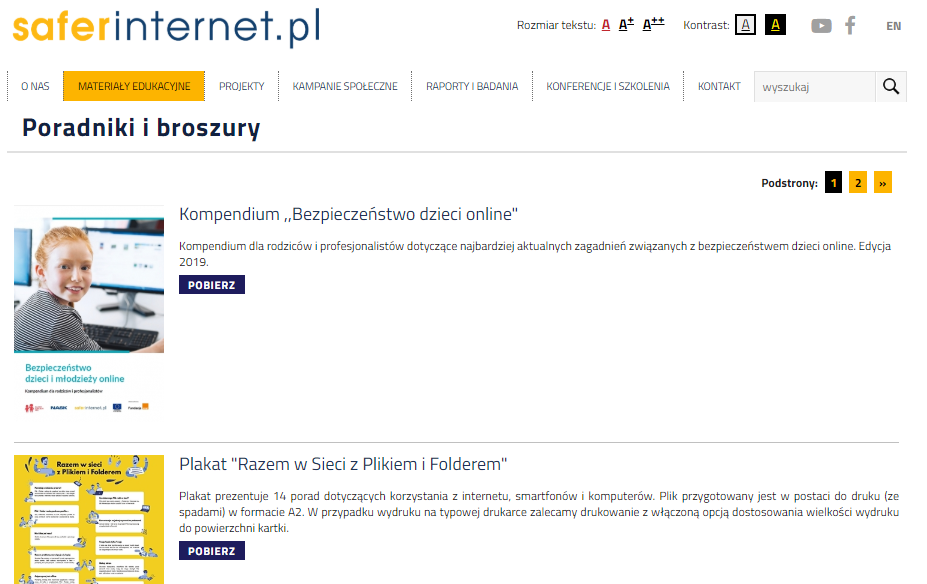 saferinternet.pl
Rozmiar tekstu: A A+ A++ Kontrast: A A EN
O NAS MATERIAŁY EDUKACYJNE PROJEKTY KAMPANIE SPOŁECZNE RAPORTY I BADANIA KONFERENCJE I SZKOLENIA KONTAKT wyszukaj
Poradniki i broszury
Podstrony: 1 2 »
Kompendium ,,Bezpieczeństwo dzieci online"
Kompendium dla rodziców i profesjonalistów dotyczące najbardziej aktualnych zagadnień związanych z bezpieczeństwem dzieci online. Edycja
2019.
POBIERZ
Bezpieczeństwo
dzieci i młodzieży online
Kompendium dla rodziców i profesjonalistów
NASK saferinternet.pl
Plakat "Razem w Sieci z Plikiem i Folderem"
Plakat prezentuje 14 porad dotyczących korzystania z internetu, smartfonów i komputerów. Plik przygotowany jest w postaci do druku (ze
spadami) w formacie A2. W przypadku wydruku na typowej drukarce zalecamy drukowanie z włączoną opcją dostosowania wielkości wydruku
do powierzchni kartki.
POBIERZ
Razem w sieci
z Plikiem i Folderem